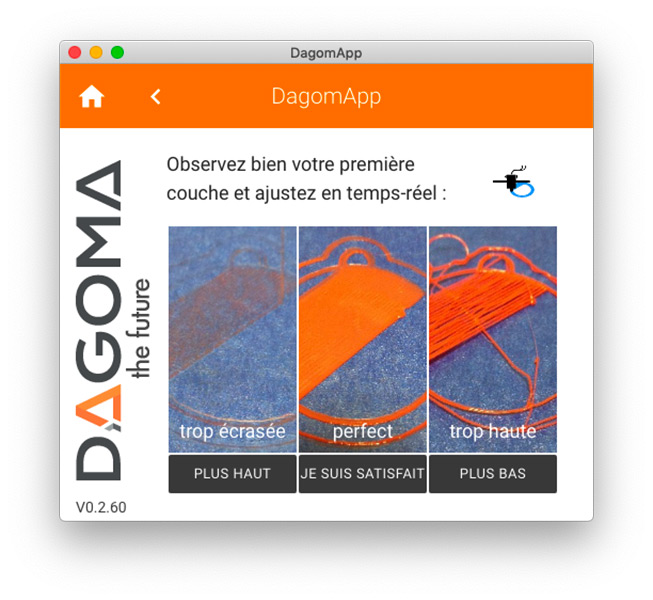 DagomApp
DagomApp
Observez bien votre première
couche et ajustez en temps-réel :
DAGOMA
the future
trop écrasée
perfect
trop haute
PLUS HAUT
JE SUIS SATISFAIT
PLUS BAS
V0.2.60